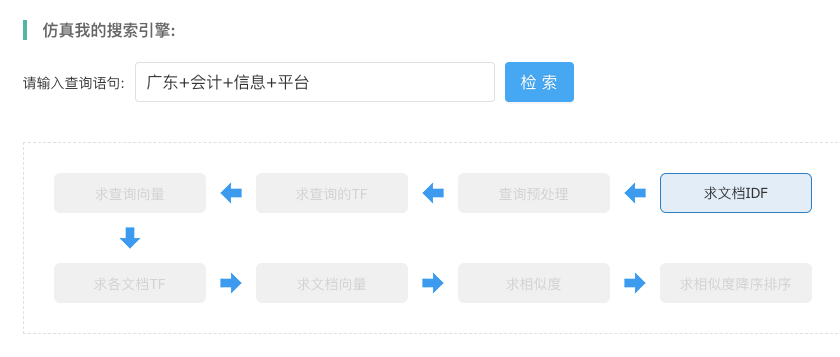 仿真我的搜索引擎:
请输入查询语句: 广东+会计+信息+平台 检 索
求查询向量 求查询的TF 查询预处理 求文档IDF
求各文档TF 求文档向量 求相似度 求相似度降序排序